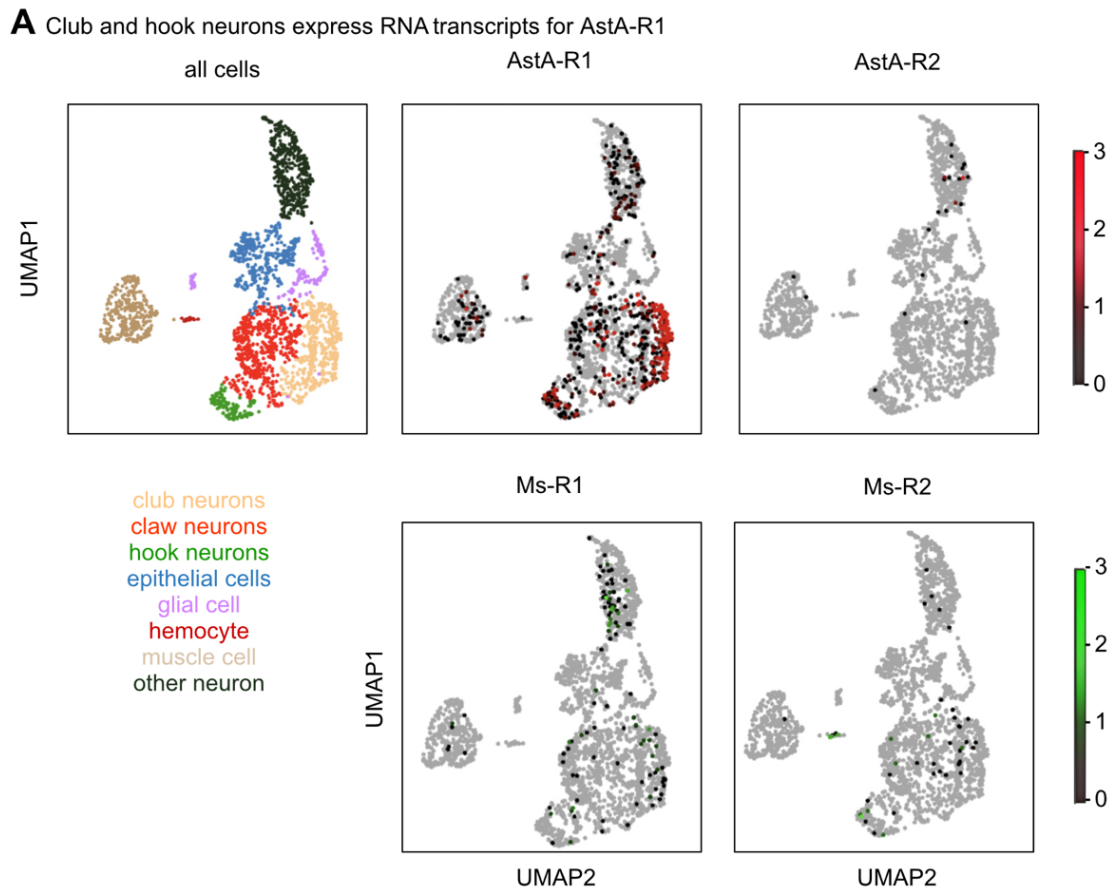 A Club and hook neurons express RNA transcripts for AstA-R1
all cells
AstA-R1
AstA-R2
UMAP1
3
2
1
0
club neurons
claw neurons
hook neurons
epithelial cells
glial cell
hemocyte
muscle cell
other neuron
Ms-R1
Ms-R2
UMAP1
3
2
1
0
UMAP2
UMAP2